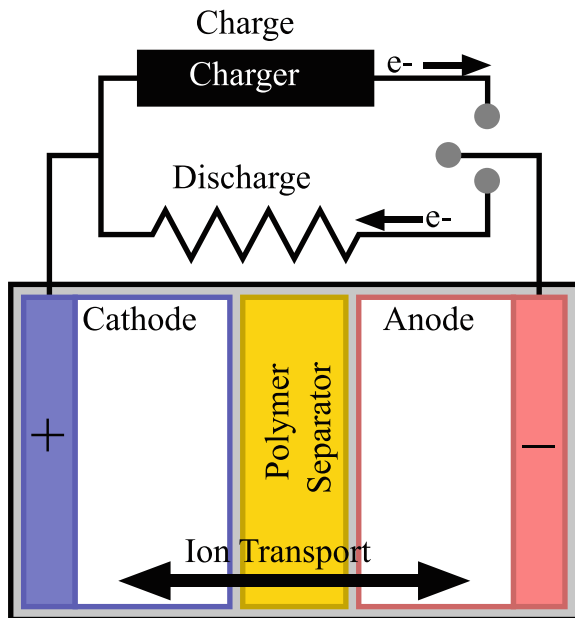 Charge
Charger
e-
Discharge
e-
Cathode
Anode
+
Polymer
Separator
−
Ion Transport